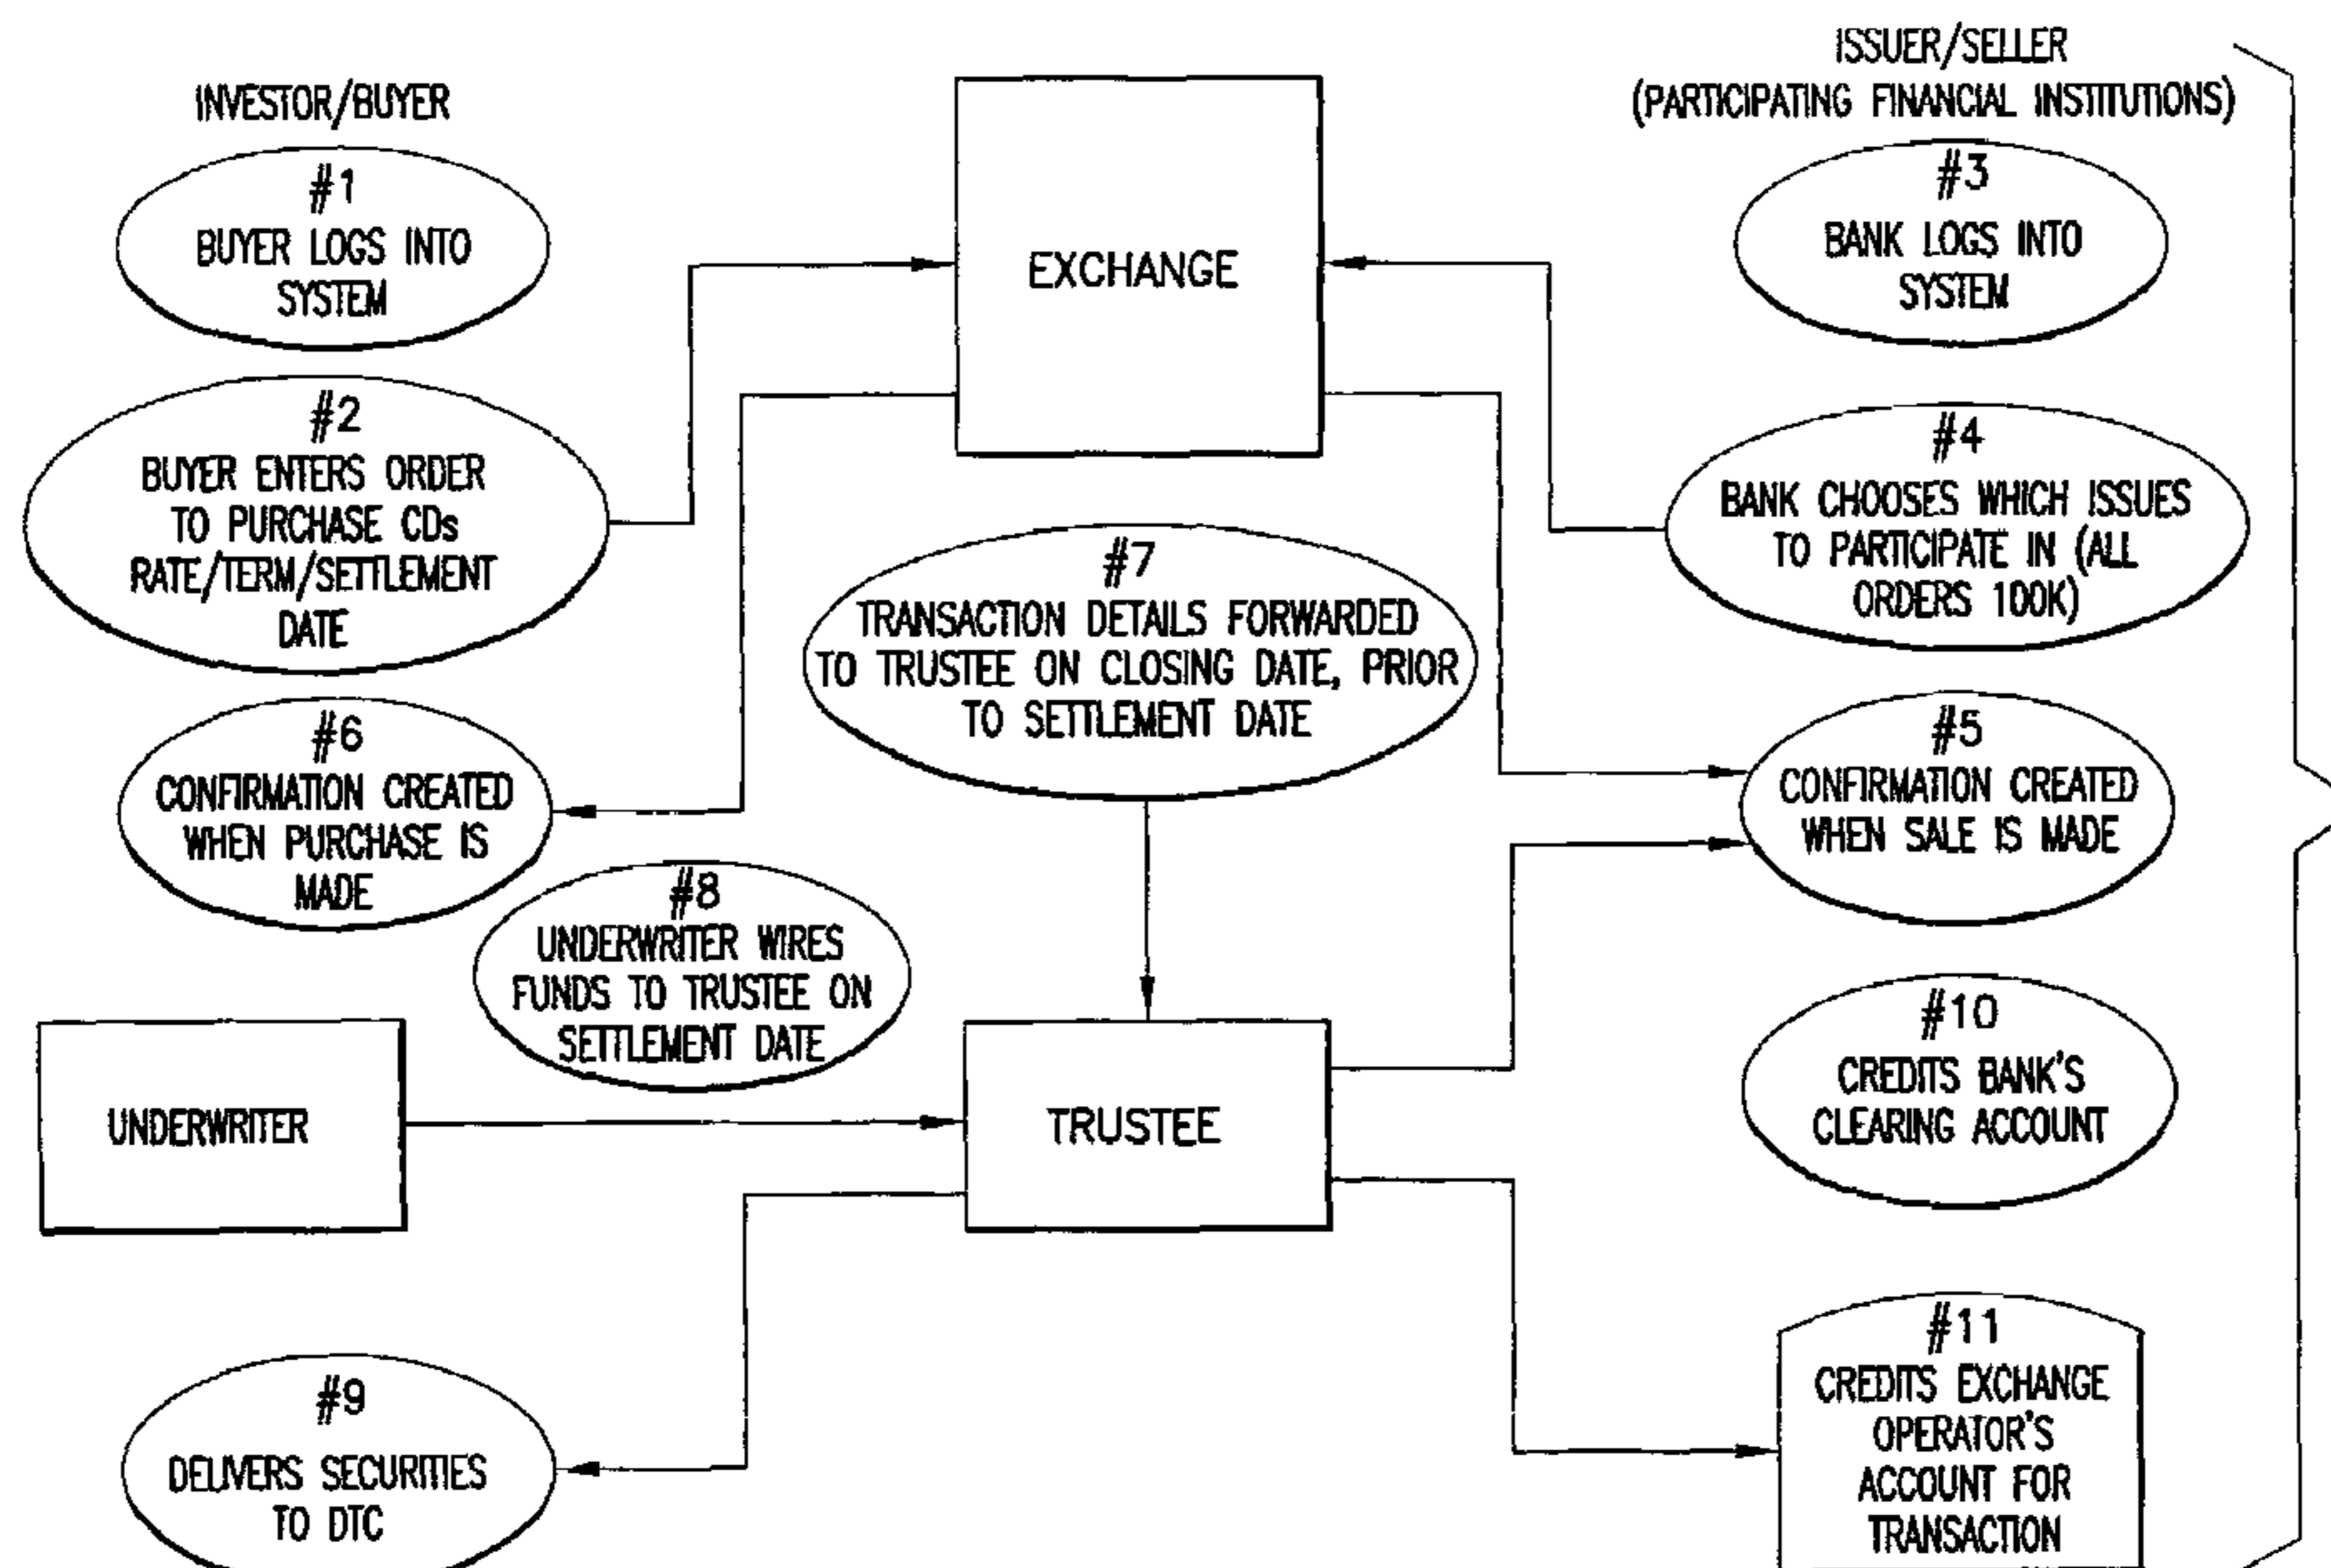 INVESTOR/BUYER
#1
BUYER LOGS INTO
SYSTEM
#2
BUYER ENTERS ORDER
TO PURCHASE CDs
RATE/TERM/SETTLEMENT
DATE
#6
CONFIRMATION CREATED
WHEN PURCHASE IS
MADE
EXCHANGE
ISSUER/SELLER
(PARTICIPATING FINANCIAL INSTITUTIONS)
#3
BANK LOGS INTO
SYSTEM
#4
BANK CHOOSES WHICH ISSUES
TO PARTICIPATE IN (ALL
ORDERS 100K)
#5
CONFIRMATION CREATED
WHEN SALE IS MADE
#7
TRANSACTION DETAILS FORWARDED
TO TRUSTEE ON CLOSING DATE, PRIOR
TO SETTLEMENT DATE
#8
UNDERWRITER WIRES
FUNDS TO TRUSTEE ON
SETTLEMENT DATE
UNDERWRITER
TRUSTEE
#10
CREDITS BANK'S
CLEARING ACCOUNT
#9
DELIVERS SECURITIES
TO DTC
#11
CREDITS EXCHANGE
OPERATOR'S
ACCOUNT FOR
TRANSACTION